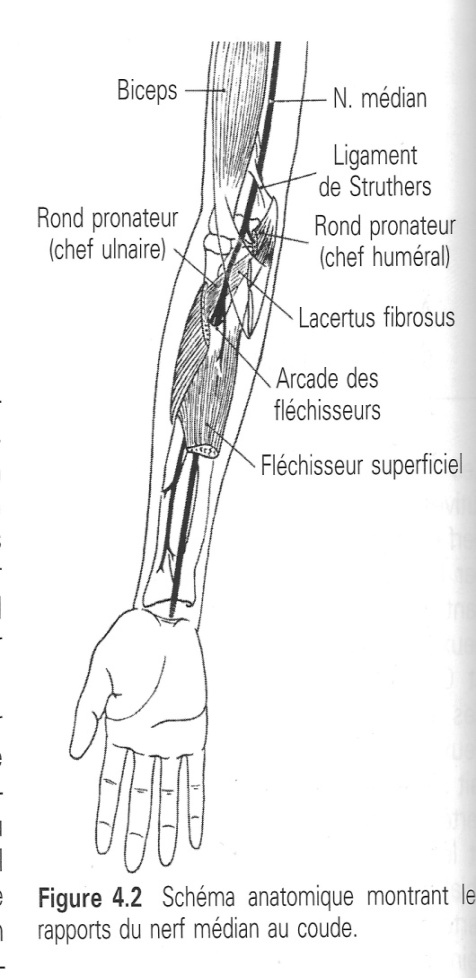 Biceps
N. médian
Ligament
de Struthers
Rond pronateur
(chef ulnaire)
Rond pronateur
(chef huméral)
Lacertus fibrosus
Arcade des
fléchisseurs
Fléchisseur superficiel
Figure 4.2 Schéma anatomique montrant le
rapports du nerf médian au coude.